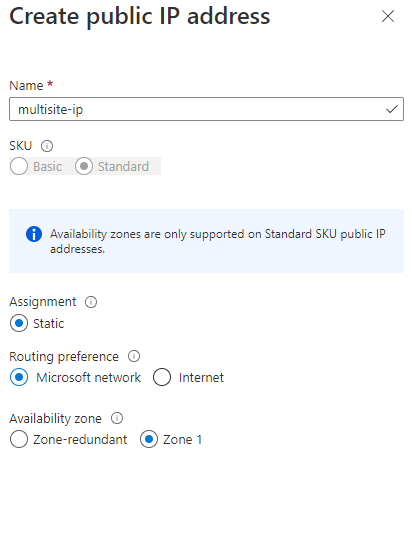 Create public IP address
Name *
multisite-ip
SKU
Basic Standard
Availability zones are only supported on Standard SKU public IP
addresses.
Assignment
Static
Routing preference
Microsoft network Internet
Availability zone
Zone-redundant Zone 1